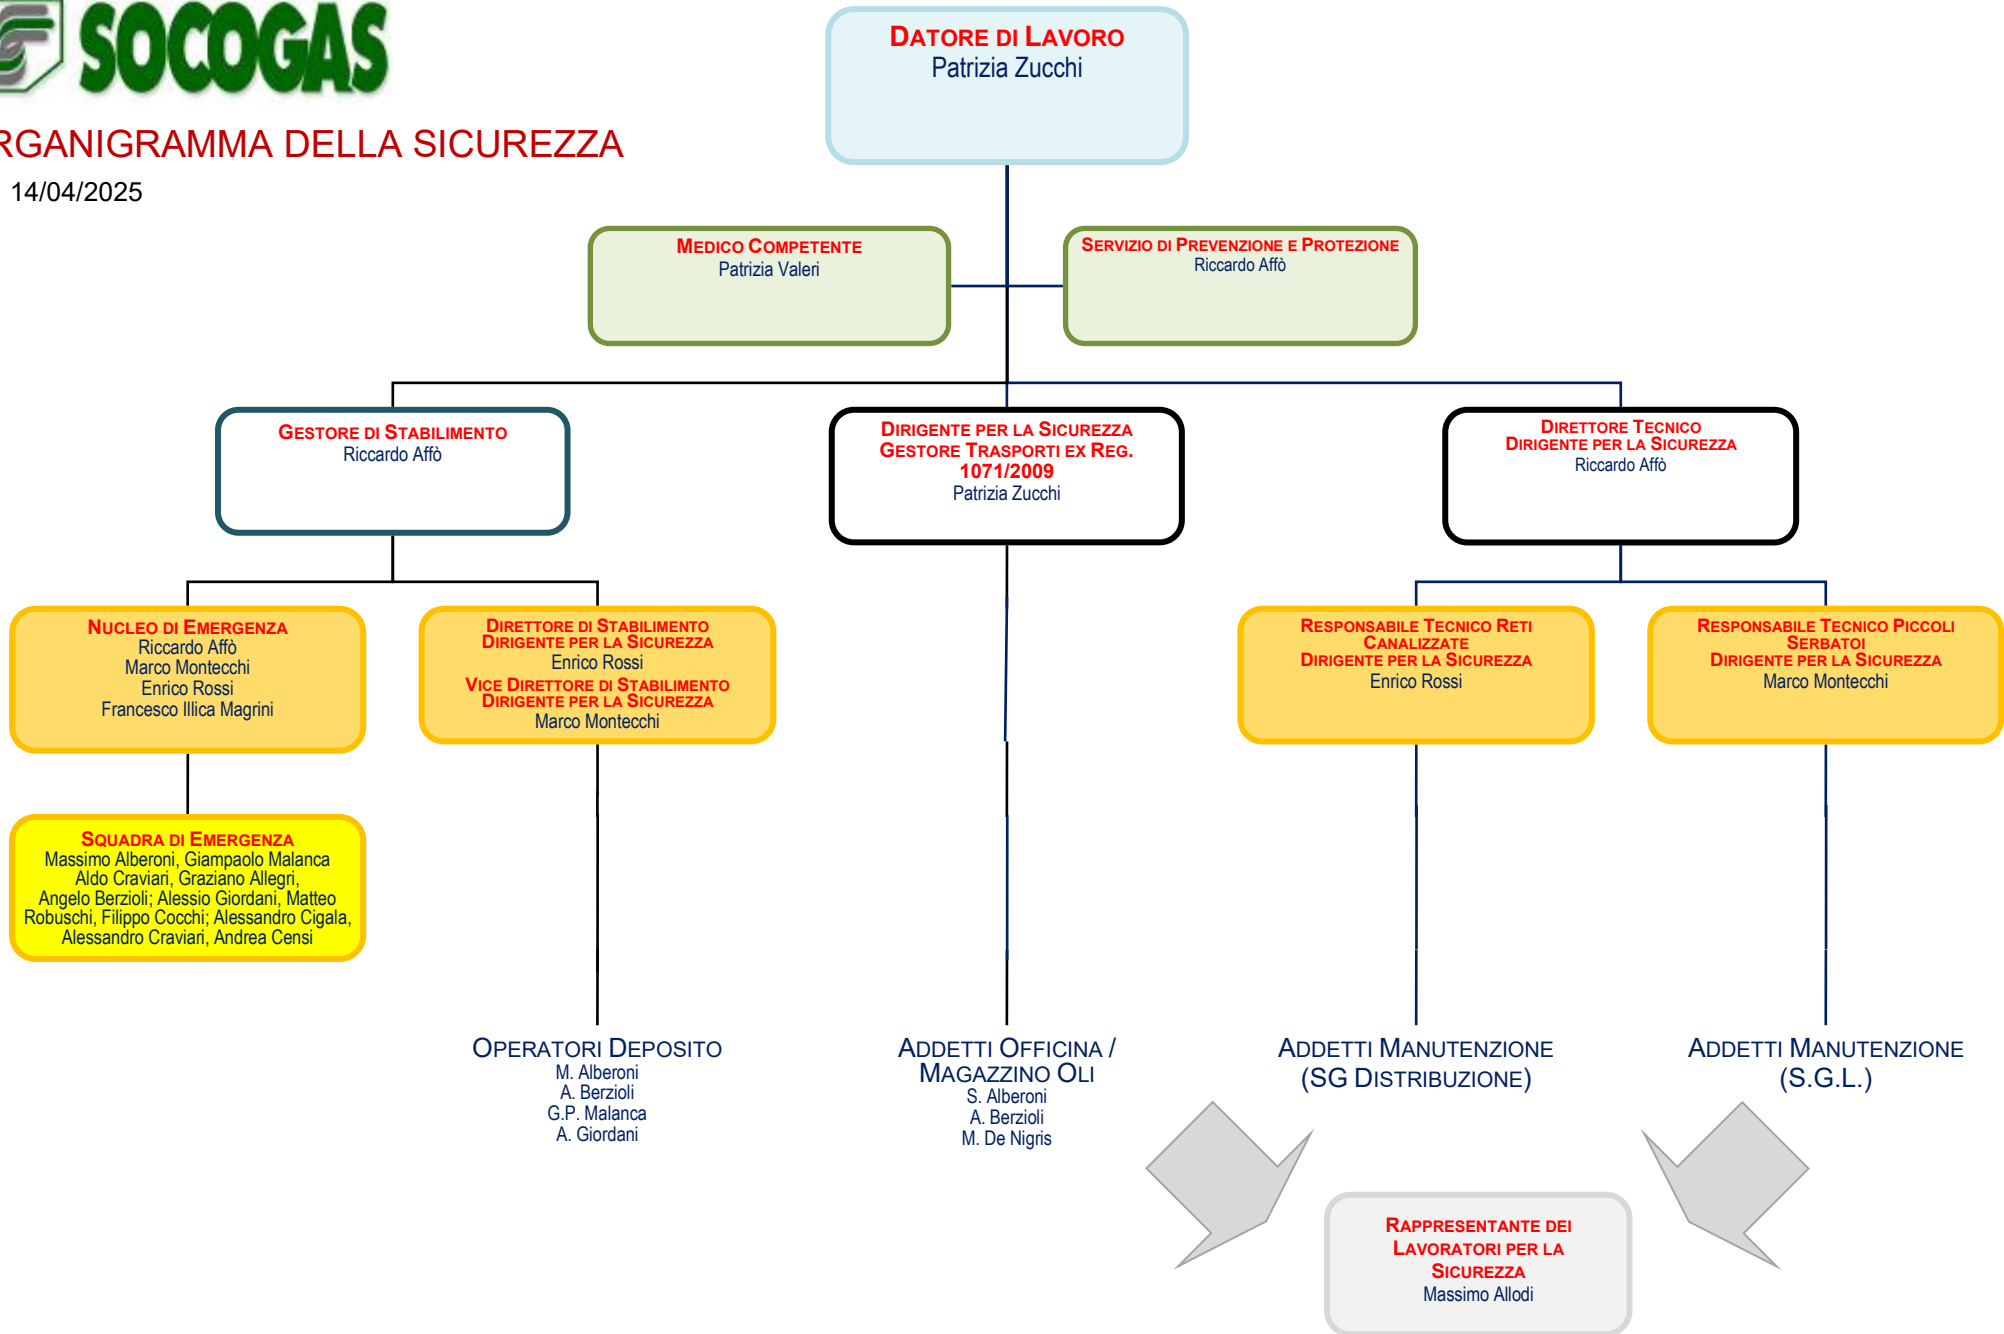 SOCOGAS
RGANIGRAMMA DELLA SICUREZZA
14/04/2025
DATORE DI LAVORO
Patrizia Zucchi
MEDICO COMPETENTE
Patrizia Valeri
SERVIZIO DI PREVENZIONE E PROTEZIONE
Riccardo Affò
GESTORE DI STABILIMENTO
Riccardo Affò
DIRIGENTE PER LA SICUREZZA
GESTORE TRASPORTI EX REG.
1071/2009
Patrizia Zucchi
DIRETTORE TECNICO
DIRIGENTE PER LA SICUREZZA
Riccardo Affò
NUCLEO DI EMERGENZA
Riccardo Affò
Marco Montecchi
Enrico Rossi
Francesco Illica Magrini
DIRETTORE DI STABILIMENTO
DIRIGENTE PER LA SICUREZZA
Enrico Rossi
VICE DIRETTORE DI STABILIMENTO
DIRIGENTE PER LA SICUREZZA
Marco Montecchi
RESPONSABILE TECNICO RETI
CANALIZZATE
DIRIGENTE PER LA SICUREZZA
Enrico Rossi
RESPONSABILE TECNICO PICCOLI
SERBATOI
DIRIGENTE PER LA SICUREZZA
Marco Montecchi
SQUADRA DI EMERGENZA
Massimo Alberoni, Giampaolo Malanca
Aldo Craviari, Graziano Allegri,
Angelo Berzioli; Alessio Giordani, Matteo
Robuschi, Filippo Cocchi; Alessandro Cigala,
Alessandro Craviari, Andrea Censi
OPERATORI DEPOSITO
M. Alberoni
A. Berzioli
G.P. Malanca
A. Giordani
ADDETTI OFFICINA /
MAGAZZINO OLI
S. Alberoni
A. Berzioli
M. De Nigris
ADDETTI MANUTENZIONE
(SG DISTRIBUZIONE)
ADDETTI MANUTENZIONE
(S.G.L.)
RAPPRESENTANTE DEI
LAVORATORI PER LA
SICUREZZA
Massimo Allodi